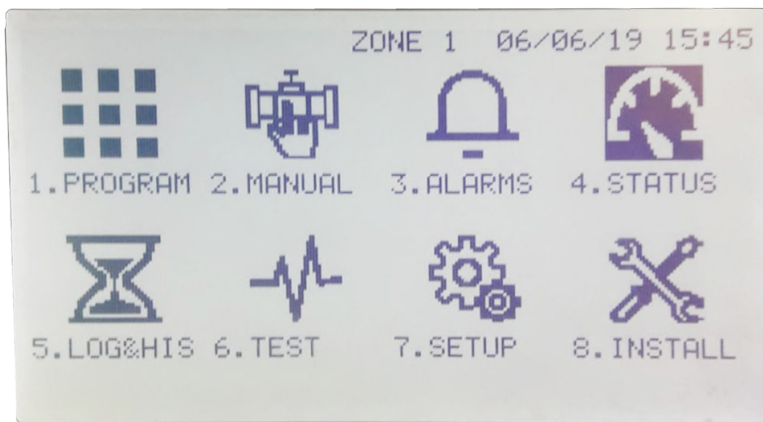 ZONE 1 06/06/19 15:45
1.PROGRAM 2.MANUAL 3.ALARMS 4.STATUS
5.LOG&HIS 6.TEST 7.SETUP 8.INSTALL